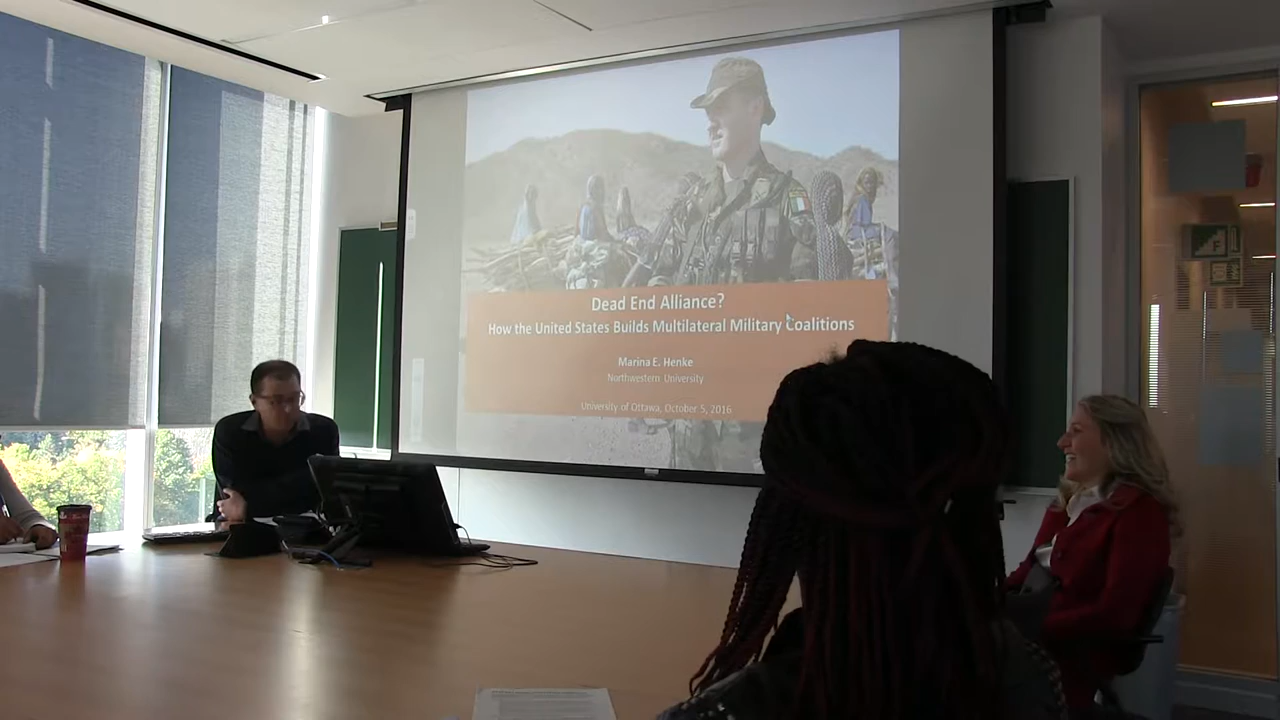 Dead End Alliance?
How the United States Builds Multilateral Military Coalitions
Marina E. Henke
Northwestern University
University of Ottawa, October 5, 2016